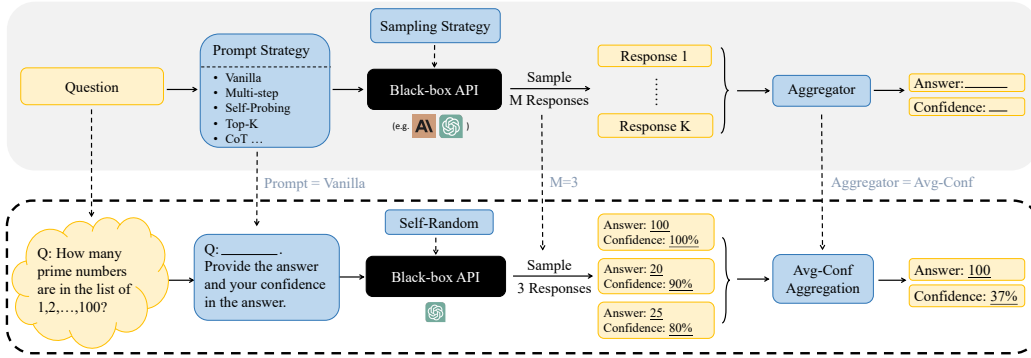 Sampling Strategy
Prompt Strategy
• Vanilla
• Multi-step
• Self-Probing
• Top-K
• CoT ...
Question
Black-box API
(e.g. A\ )
Sample
M Responses
Response 1
......
Response K
Aggregator
Answer:______
Confidence: ___
Prompt = Vanilla
M=3
Aggregator = Avg-Conf
Q: How many
prime numbers
are in the list of
1,2,…,100?
Q:________.
Provide the answer
and your confidence
in the answer.
Self-Random
Black-box API
Sample
3 Responses
Answer: 100
Confidence: 100%
Answer: 20
Confidence: 90%
Answer: 25
Confidence: 80%
Avg-Conf
Aggregation
Answer: 100
Confidence: 37%